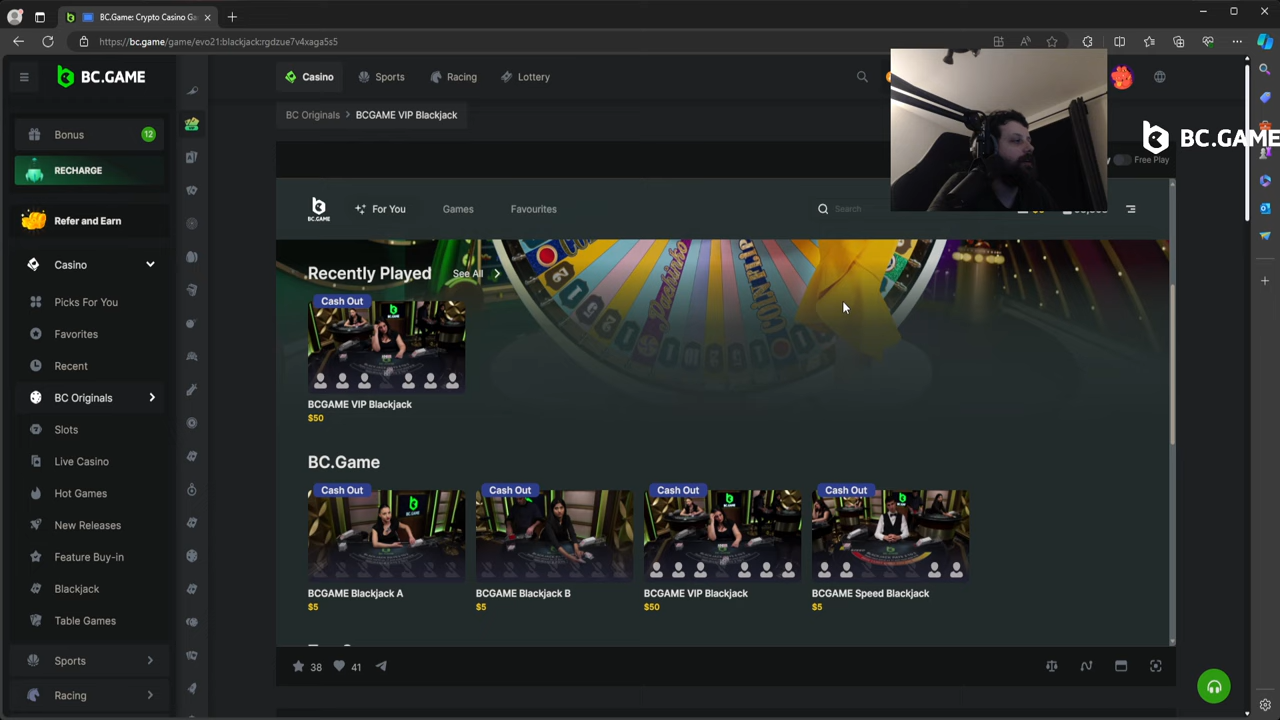 BC.Game: Crypto Casino Ga
https://bc.game/game/evo21:blackjack:rgdzue7v4xaga5s5
BC.GAME
Casino
Sports
Racing
Lottery
BC Originals
BCGAME VIP Blackjack
BC.GAME
Free Play
Bonus
12
RECHARGE
Refer and Earn
Casino
Picks For You
Favorites
Recent
BC Originals
Slots
Live Casino
Hot Games
New Releases
Feature Buy-in
Blackjack
Table Games
Sports
Racing
BC.GAME
For You
Games
Favourites
Search
Recently Played
See All
Cash Out
BCGAME VIP Blackjack
$50
BC.Game
Cash Out
Cash Out
Cash Out
Cash Out
BCGAME Blackjack A
BCGAME Blackjack B
BCGAME VIP Blackjack
BCGAME Speed Blackjack
$5
$5
$50
$5
38
41